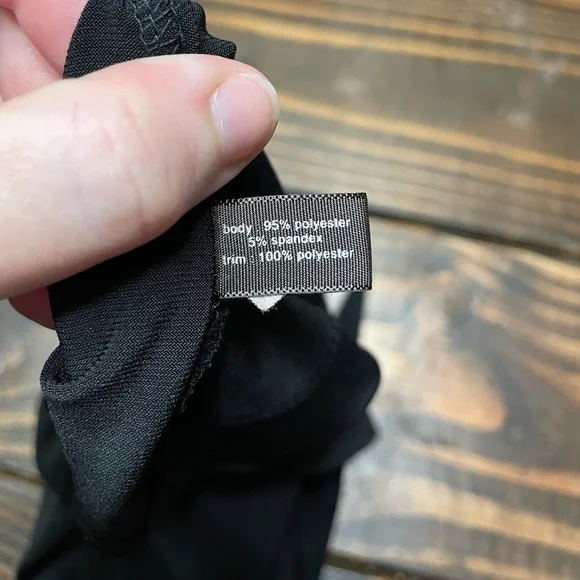 body : 95% polyester
5% spandex
trim : 100% polyester